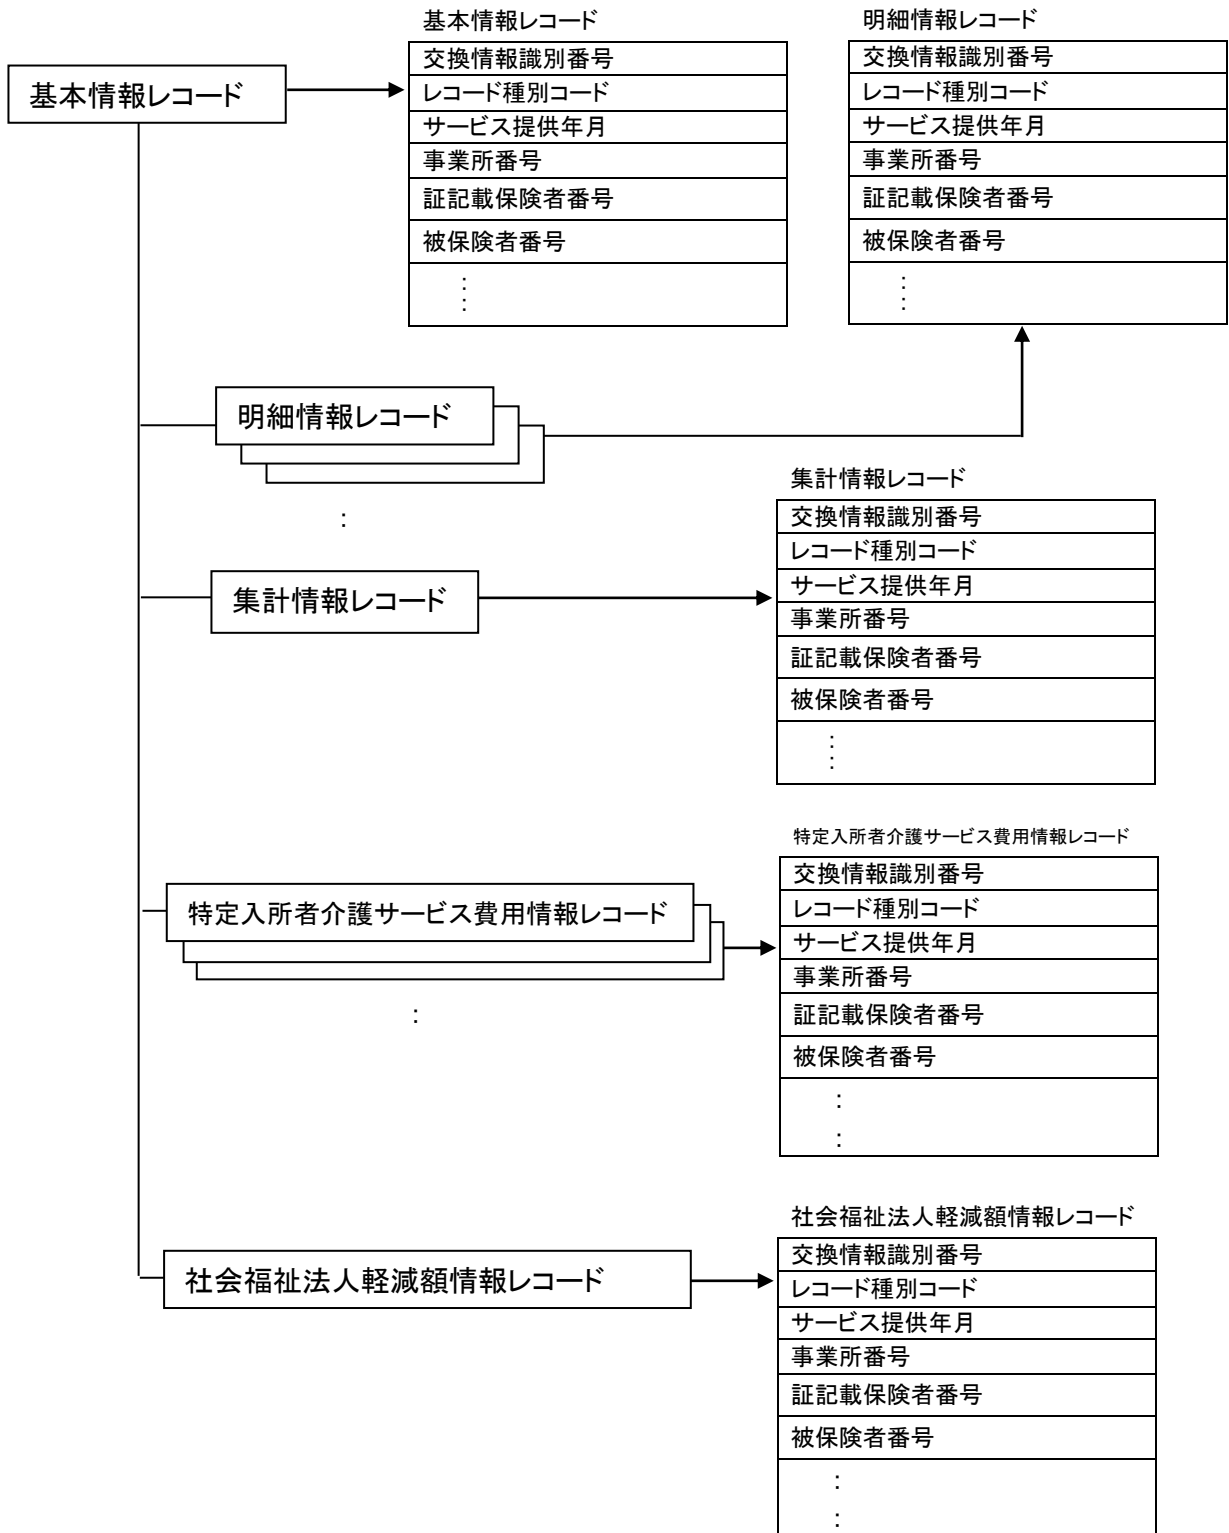 基本情報レコード
基本情報レコード
交換情報識別番号
レコード種別コード
サービス提供年月
事業所番号
証記載保険者番号
被保険者番号
:
:
明細情報レコード
交換情報識別番号
レコード種別コード
サービス提供年月
事業所番号
証記載保険者番号
被保険者番号
:
:
明細情報レコード
:
集計情報レコード
集計情報レコード
交換情報識別番号
レコード種別コード
サービス提供年月
事業所番号
証記載保険者番号
被保険者番号
:
:
特定入所者介護サービス費用情報レコード
:
特定入所者介護サービス費用情報レコード
交換情報識別番号
レコード種別コード
サービス提供年月
事業所番号
証記載保険者番号
被保険者番号
:
:
社会福祉法人軽減額情報レコード
社会福祉法人軽減額情報レコード
交換情報識別番号
レコード種別コード
サービス提供年月
事業所番号
証記載保険者番号
被保険者番号
:
: